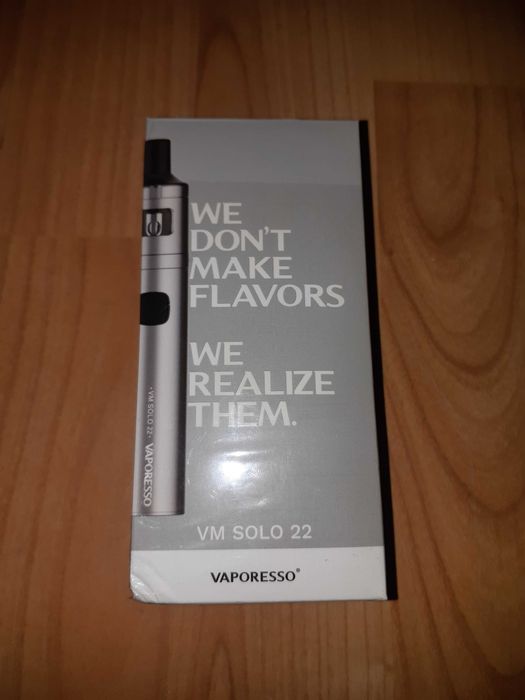 WE
DON'T
MAKE
FLAVORS
WE
REALIZE
THEM.
•VM SOLO 22• VAPORESSO
VM SOLO 22
VAPORESSO®